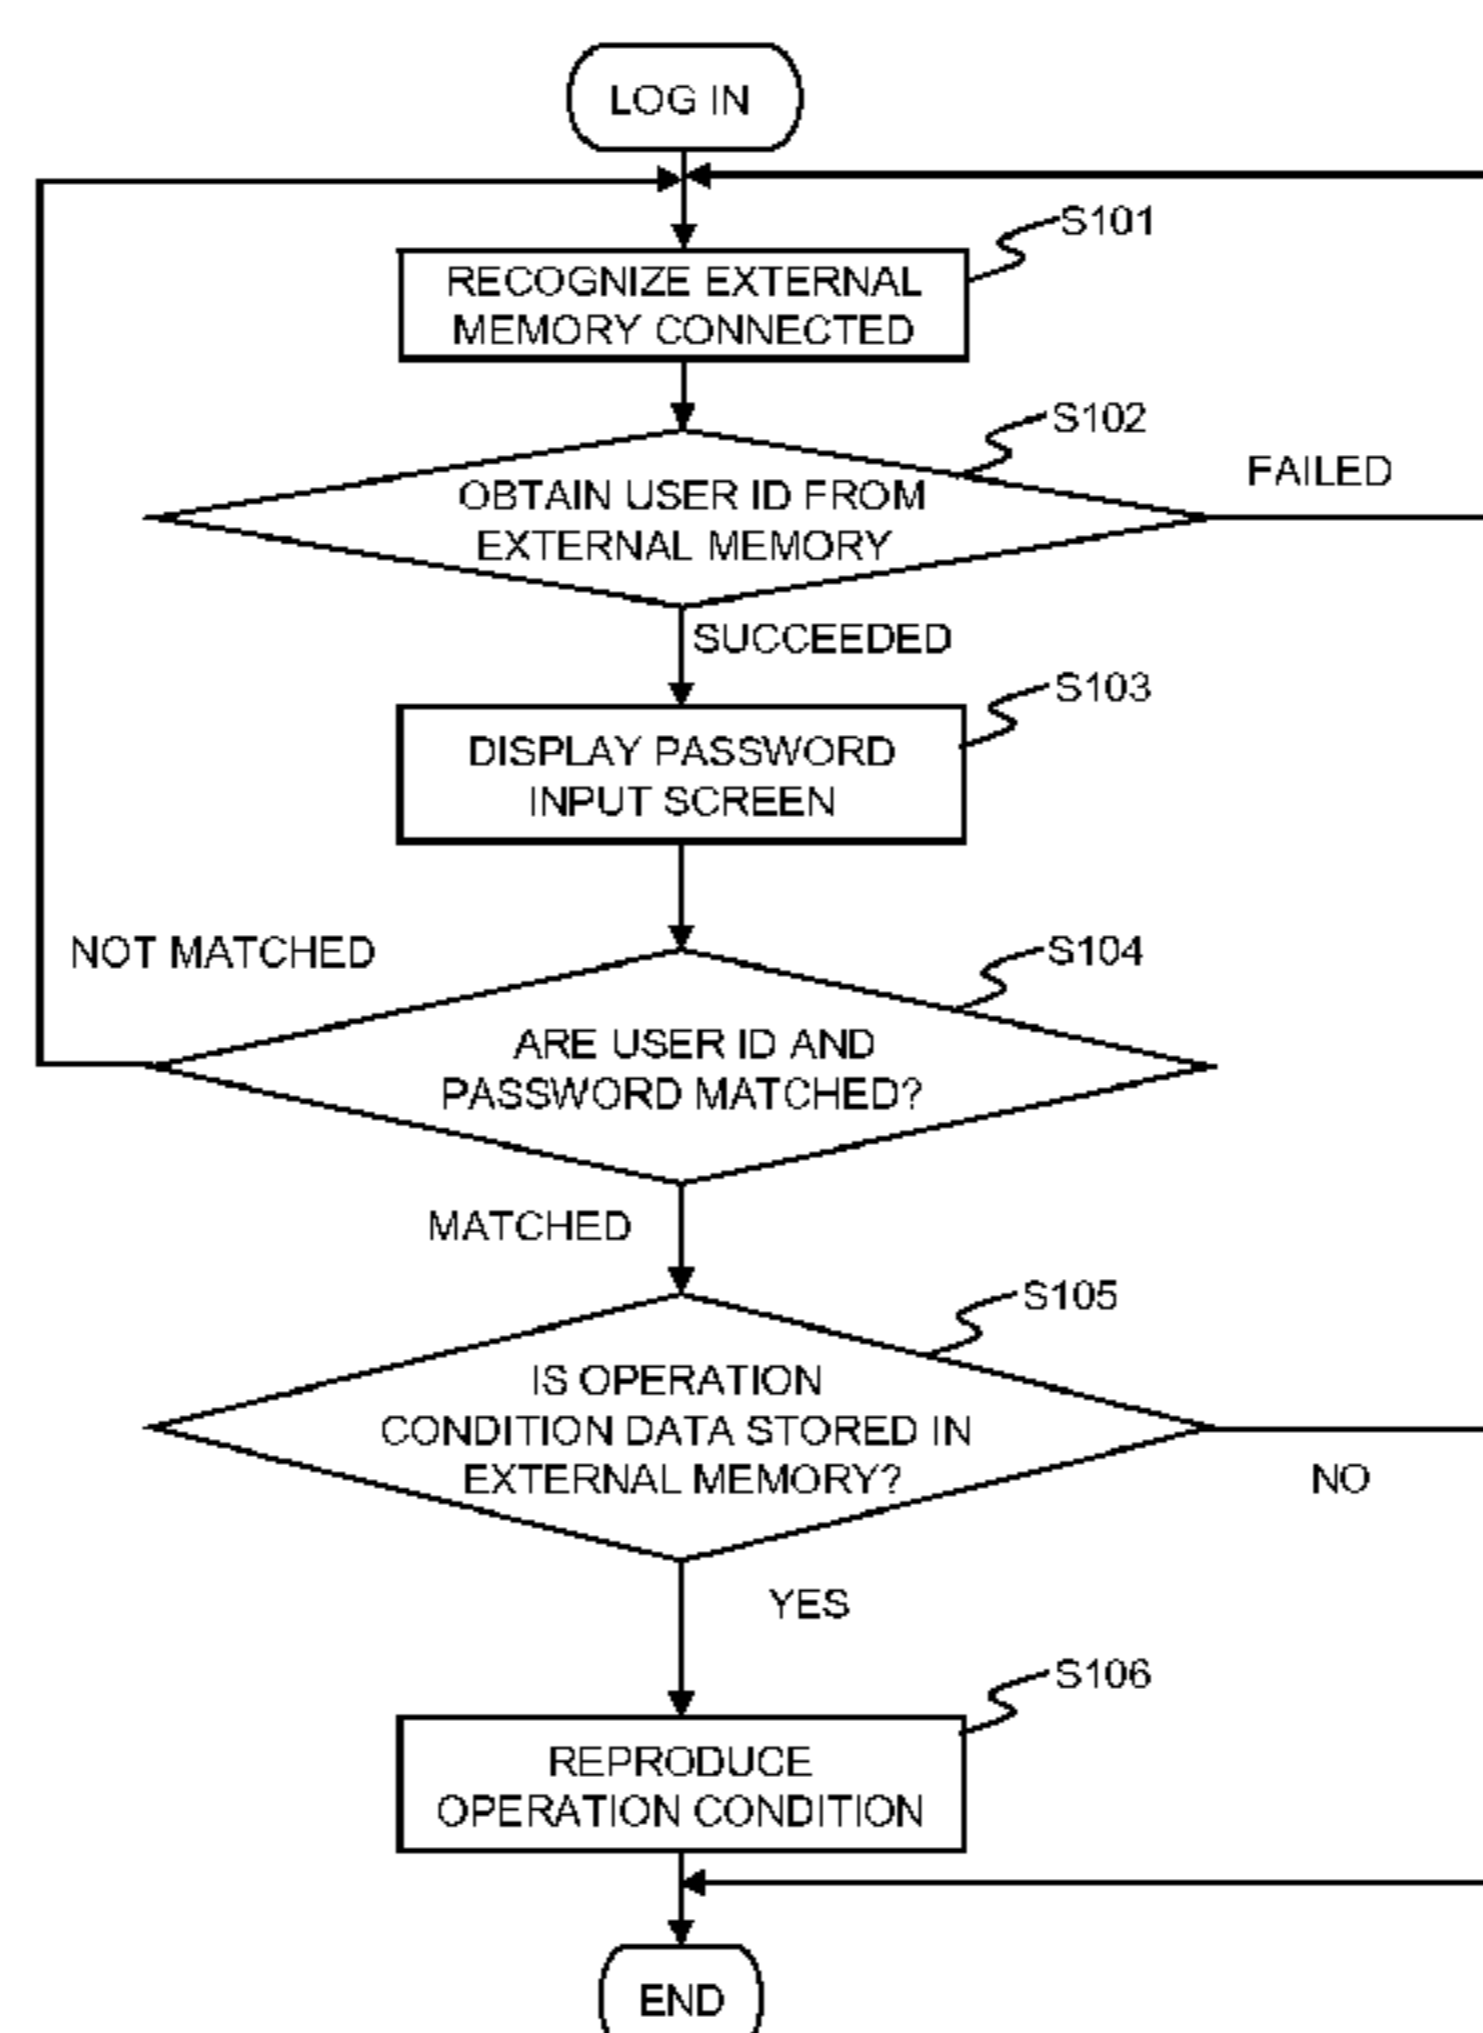 LOG IN
S101
RECOGNIZE EXTERNAL
MEMORY CONNECTED
S102
FAILED
OBTAIN USER ID FROM
EXTERNAL MEMORY
SUCCEEDED
S103
DISPLAY PASSWORD
INPUT SCREEN
NOT MATCHED
S104
ARE USER ID AND
PASSWORD MATCHED?
MATCHED
S105
IS OPERATION
CONDITION DATA STORED IN
EXTERNAL MEMORY?
NO
YES
S106
REPRODUCE
OPERATION CONDITION
END